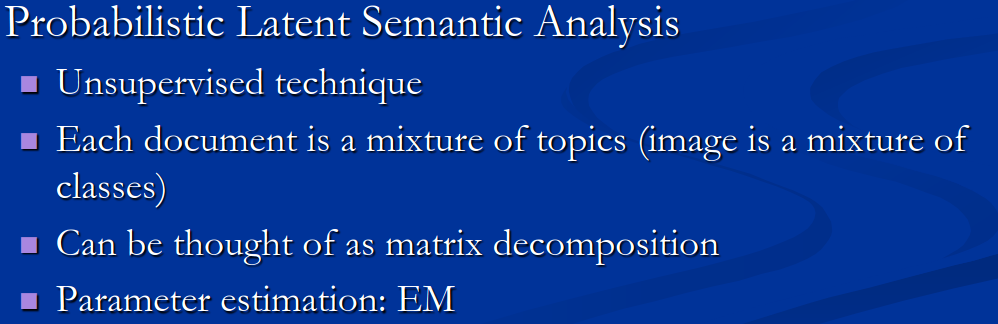 Probabilistic Latent Semantic Analysis
Unsupervised technique
Each document is a mixture of topics (image is a mixture of
classes)
Can be thought of as matrix decomposition
Parameter estimation: EM